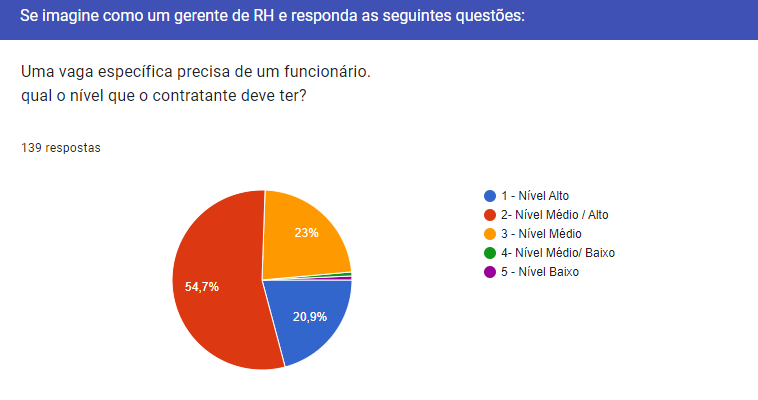 Se imagine como um gerente de RH e responda as seguintes questões:
Uma vaga específica precisa de um funcionário.
qual o nível que o contratante deve ter?
139 respostas
1 - Nível Alto
2- Nível Médio / Alto
3 - Nível Médio
4- Nível Médio/ Baixo
5 - Nível Baixo
23%
54,7%
20,9%